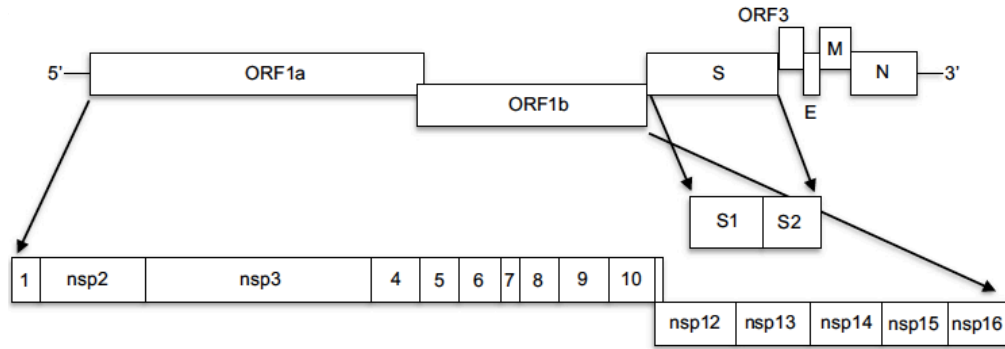 ORF3
5’ ORF1a S M N 3’
ORF1b E
S1 S2
1 nsp2 nsp3 4 5 6 7 8 9 10
nsp12 nsp13 nsp14 nsp15 nsp16